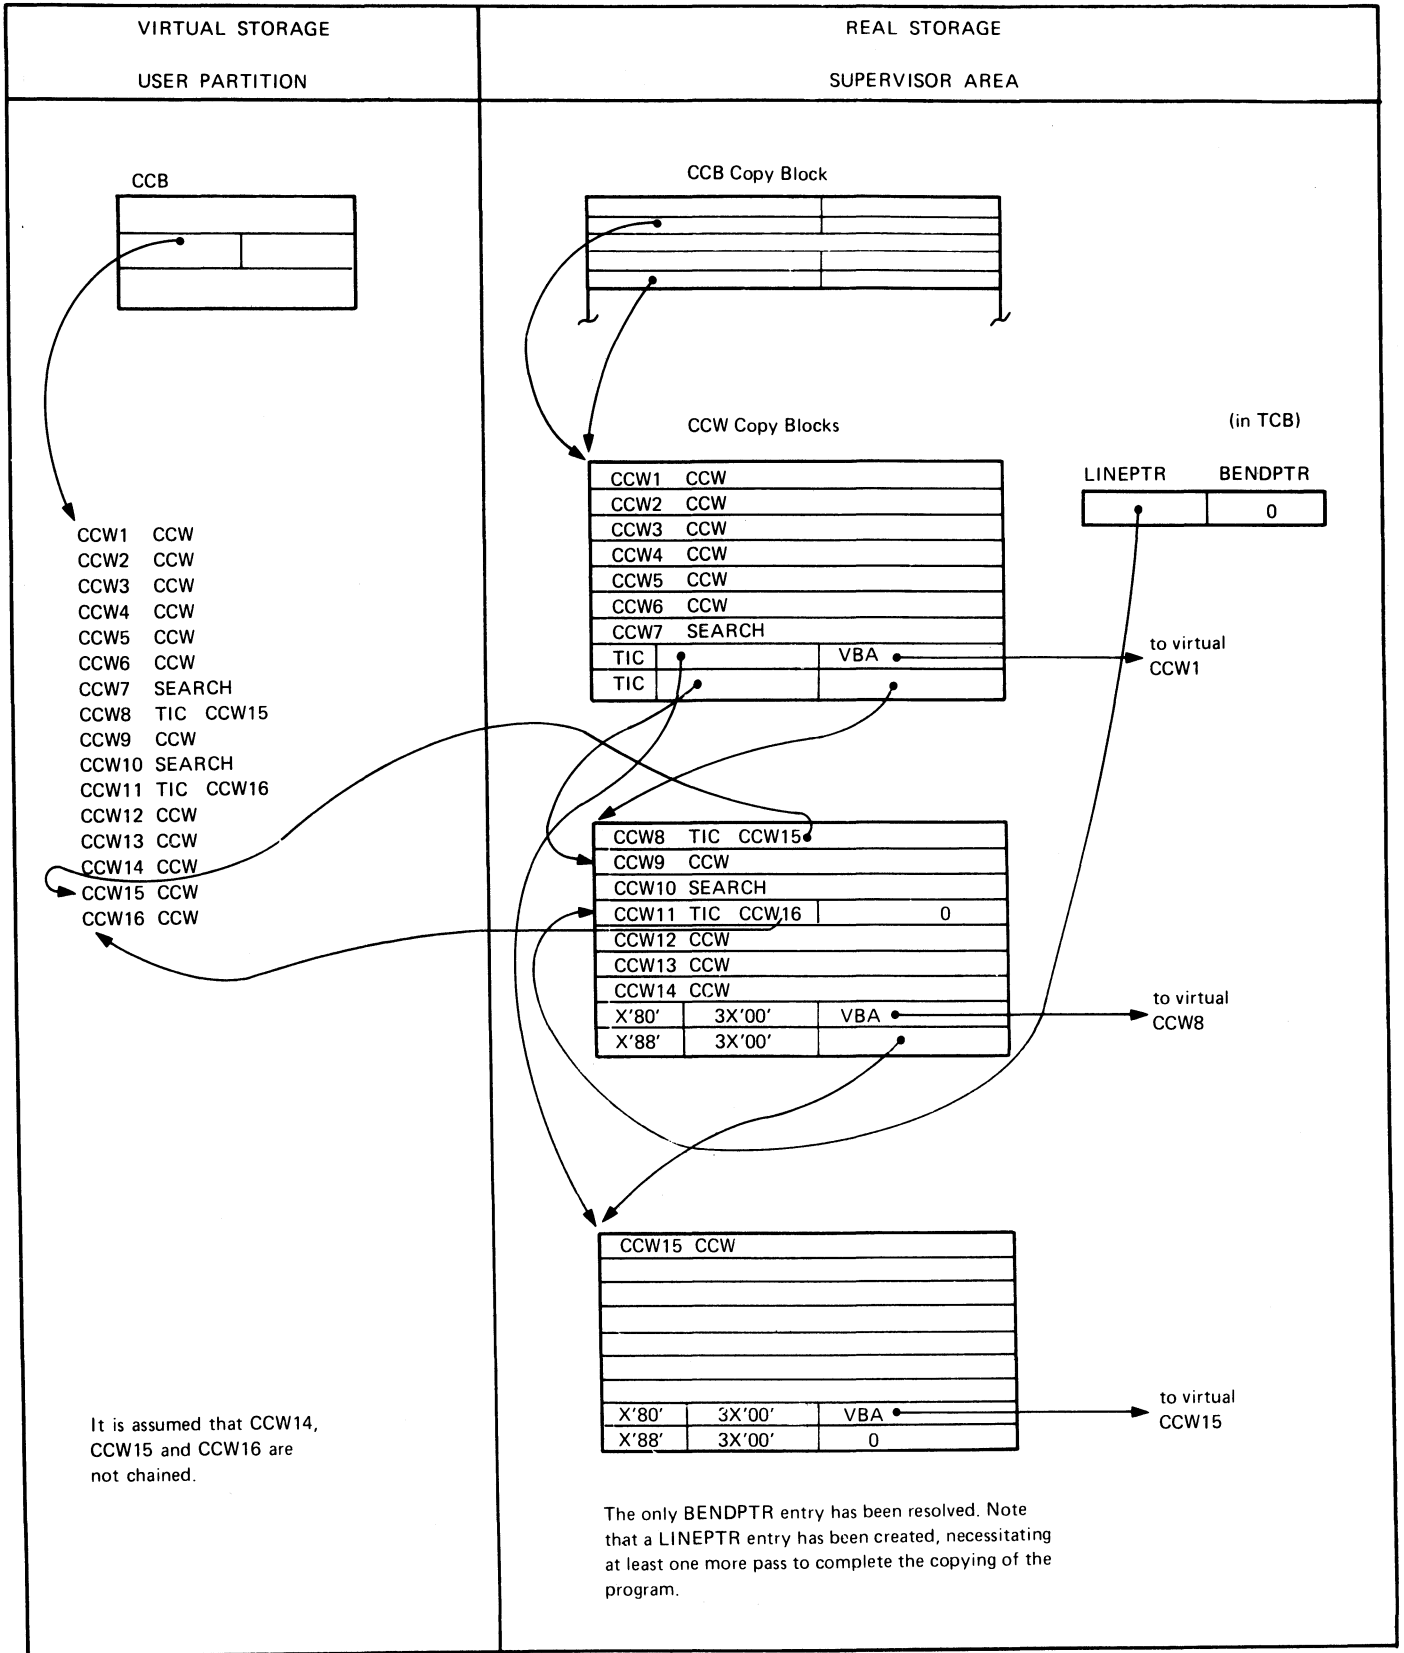 VIRTUAL STORAGE
USER PARTITION
REAL STORAGE
SUPERVISOR AREA
CCB
CCB Copy Block
CCW Copy Blocks
(in TCB)
LINEPTR BENDPTR
0
CCW1 CCW
CCW2 CCW
CCW3 CCW
CCW4 CCW
CCW5 CCW
CCW6 CCW
CCW7 SEARCH
CCW8 TIC CCW15
CCW9 CCW
CCW10 SEARCH
CCW11 TIC CCW16
CCW12 CCW
CCW13 CCW
CCW14 CCW
CCW15 CCW
CCW16 CCW
CCW1 CCW
CCW2 CCW
CCW3 CCW
CCW4 CCW
CCW5 CCW
CCW6 CCW
CCW7 SEARCH
TIC VBA
TIC
to virtual
CCW1
CCW8 TIC CCW15
CCW9 CCW
CCW10 SEARCH
CCW11 TIC CCW16 0
CCW12 CCW
CCW13 CCW
CCW14 CCW
X'80' 3X'00' VBA
X'88' 3X'00'
to virtual
CCW8
CCW15 CCW
X'80' 3X'00' VBA
X'88' 3X'00' 0
to virtual
CCW15
It is assumed that CCW14,
CCW15 and CCW16 are
not chained.
The only BENDPTR entry has been resolved. Note
that a LINEPTR entry has been created, necessitating
at least one more pass to complete the copying of the
program.